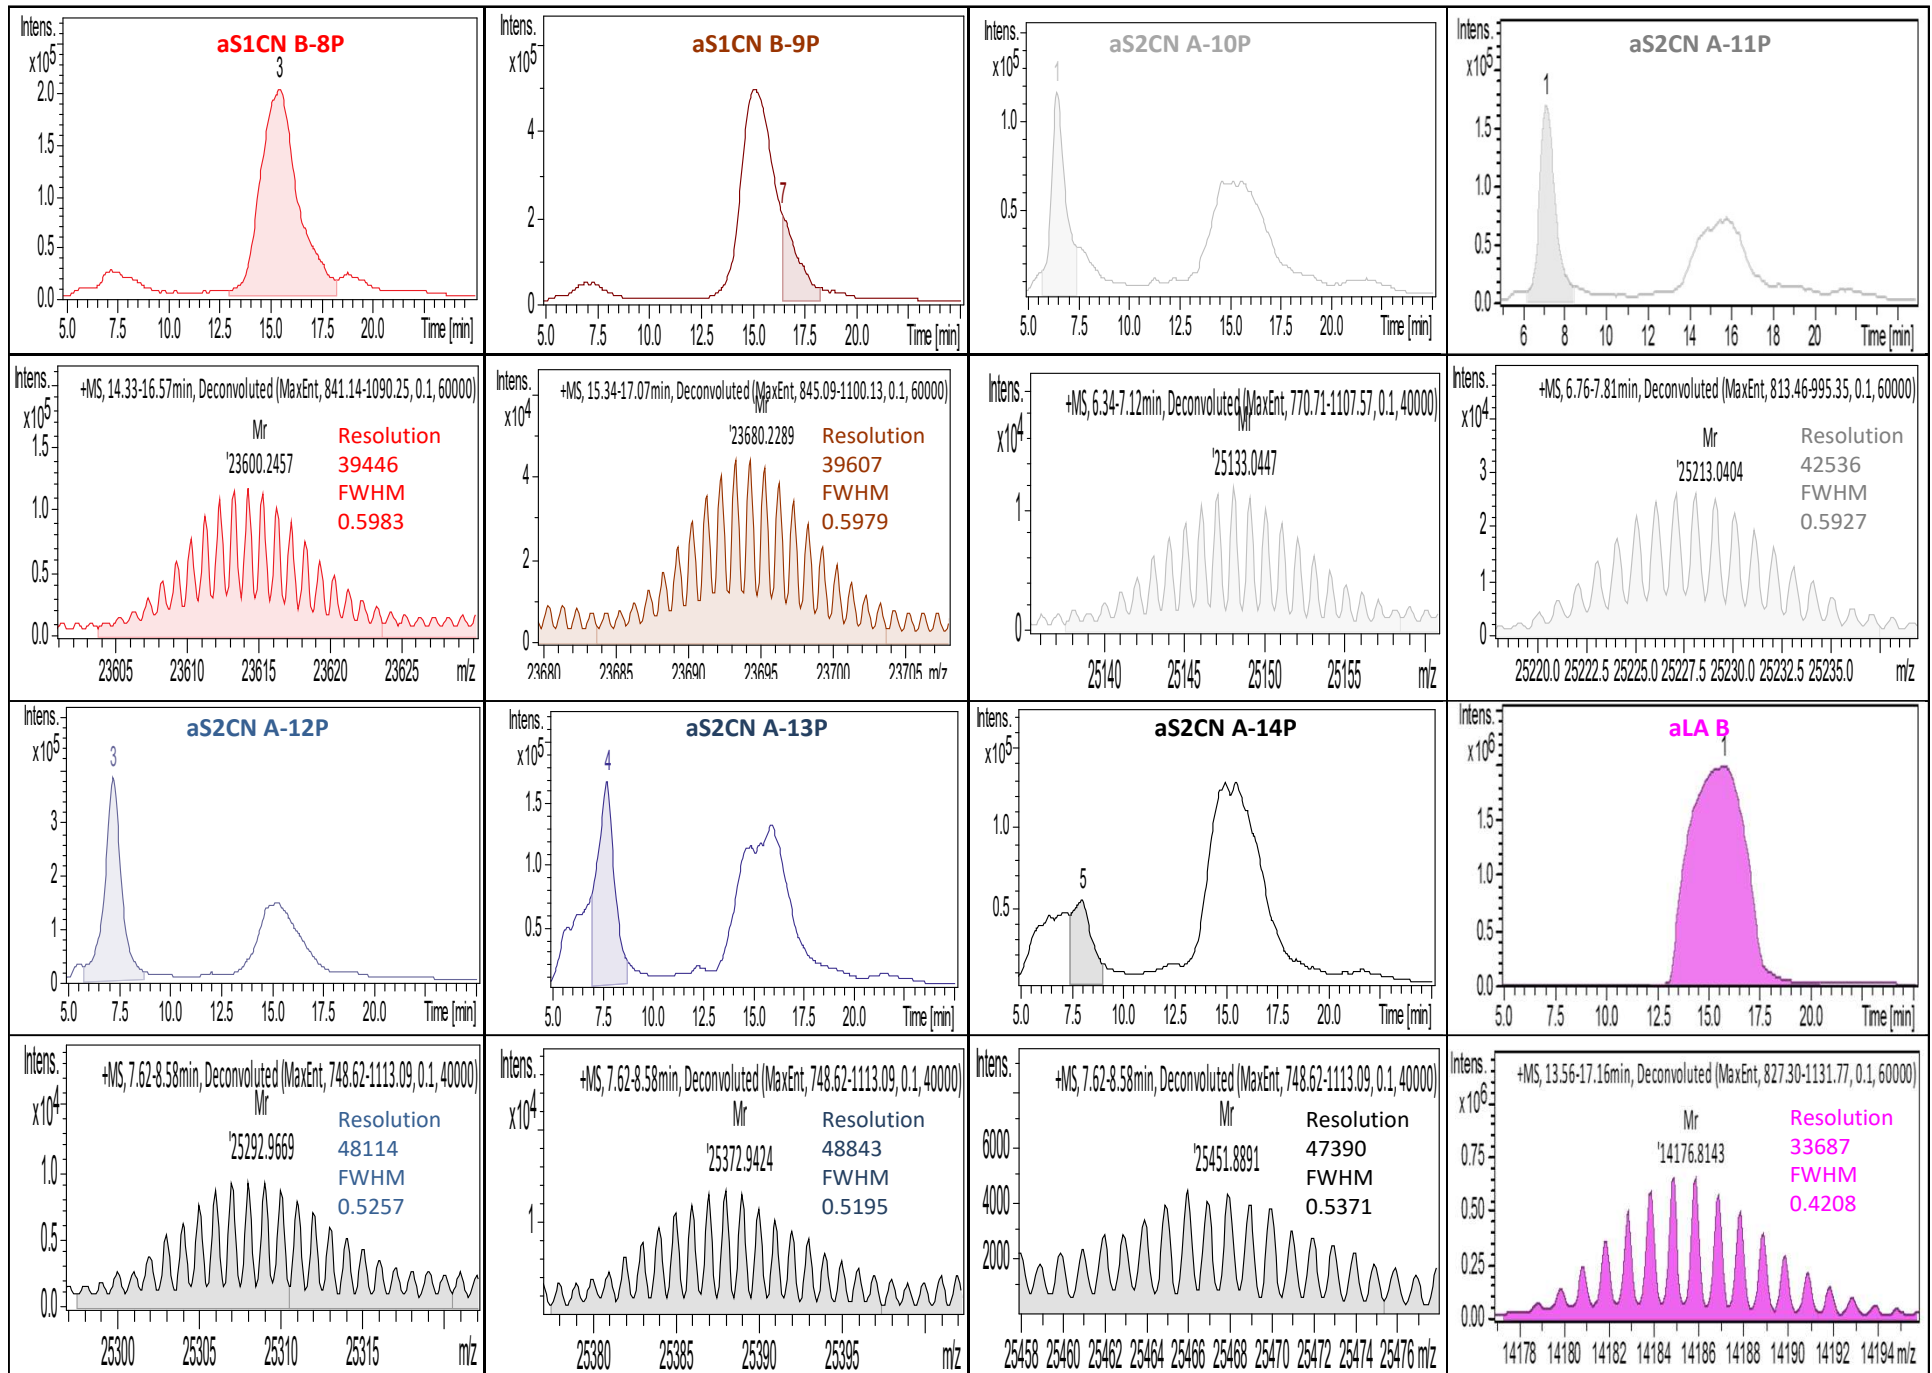 aS1CN B-8P
Intens.
x10^5
3
2.0
1.5
1.0
0.5
0.0
5.0 7.5 10.0 12.5 15.0 17.5 20.0 Time [min]
aS1CN B-9P
Intens.
x10^5
7
4
2
0
5.0 7.5 10.0 12.5 15.0 17.5 20.0 Time [min]
aS2CN A-10P
Intens.
x10^5
1
1.0
0.5
5.0 7.5 10.0 12.5 15.0 17.5 20.0 Time [min]
aS2CN A-11P
Intens.
x10^5
1
1.5
1.0
0.5
0.0
6 8 10 12 14 16 18 20 Time [min]
Intens.
x10^5
+MS, 14.33-16.57min, Deconvoluted (MaxEnt, 841.14-1090.25, 0.1, 60000)
Mr
'23600.2457
Resolution
39446
FWHM
0.5983
1.5
1.0
0.5
0.0
23605 23610 23615 23620 23625 m/z
Intens.
x10^4
+MS, 15.34-17.07min, Deconvoluted (MaxEnt, 845.09-1100.13, 0.1, 60000)
Mr
'23680.2289
Resolution
39607
FWHM
0.5979
4
2
0
23680 23685 23690 23695 23700 23705 m/z
Intens.
x10^4
+MS, 6.34-7.12min, Deconvoluted (MaxEnt, 770.71-1107.57, 0.1, 40000)
Mr
'25133.0447
1
0
25140 25145 25150 25155 m/z
Intens.
x10^4
+MS, 6.76-7.81min, Deconvoluted (MaxEnt, 813.46-995.35, 0.1, 60000)
Mr
'25213.0404
Resolution
42536
FWHM
0.5927
3
2
1
0
25220.0 25222.5 25225.0 25227.5 25230.0 25232.5 25235.0 m/z
aS2CN A-12P
Intens.
x10^5
3
3
2
1
0
5.0 7.5 10.0 12.5 15.0 17.5 20.0 Time [min]
aS2CN A-13P
Intens.
x10^5
4
1.5
1.0
0.5
5.0 7.5 10.0 12.5 15.0 17.5 20.0 Time [min]
aS2CN A-14P
Intens.
x10^5
5
1.0
0.5
5.0 7.5 10.0 12.5 15.0 17.5 20.0 Time [min]
aLA B
Intens.
x10^6
1
1.5
1.0
0.5
0.0
5.0 7.5 10.0 12.5 15.0 17.5 20.0 Time [min]
Intens.
x10^4
+MS, 7.62-8.58min, Deconvoluted (MaxEnt, 748.62-1113.09, 0.1, 40000)
Mr
'25292.9669
Resolution
48114
FWHM
0.5257
1.0
0.5
0.0
25300 25305 25310 25315 m/z
Intens.
x10^4
+MS, 7.62-8.58min, Deconvoluted (MaxEnt, 748.62-1113.09, 0.1, 40000)
Mr
'25372.9424
Resolution
48843
FWHM
0.5195
1
25380 25385 25390 25395 m/z
Intens.
+MS, 7.62-8.58min, Deconvoluted (MaxEnt, 748.62-1113.09, 0.1, 40000)
Mr
'25451.8891
Resolution
47390
FWHM
0.5371
6000
4000
2000
25458 25460 25462 25464 25466 25468 25470 25472 25474 25476 m/z
Intens.
x10^6
+MS, 13.56-17.16min, Deconvoluted (MaxEnt, 827.30-1131.77, 0.1, 60000)
Mr
'14176.8143
Resolution
33687
FWHM
0.4208
0.75
0.50
0.25
0.00
14178 14180 14182 14184 14186 14188 14190 14192 14194 m/z